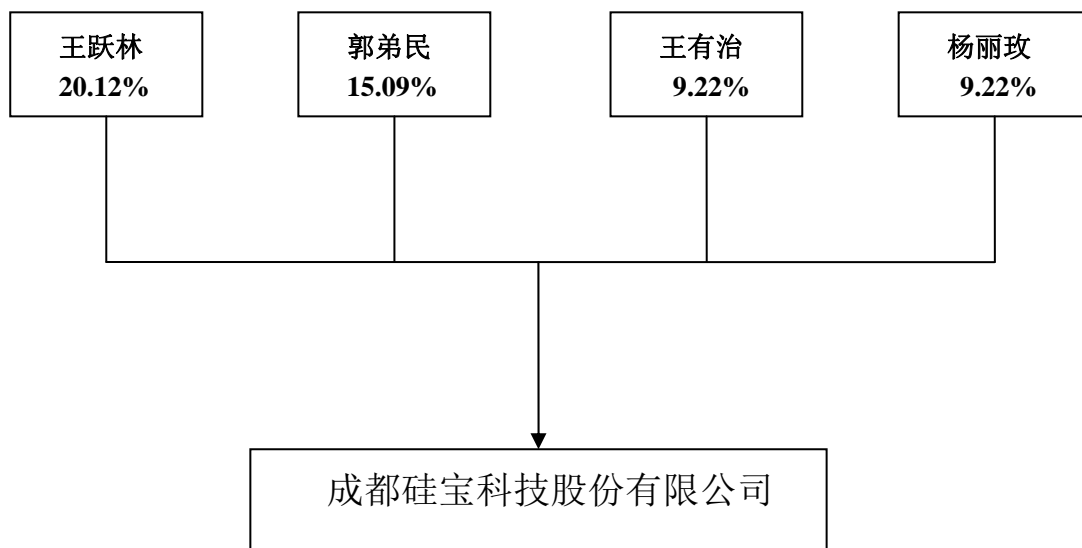 王跃林
20.12%
郭弟民
15.09%
王有治
9.22%
杨丽玫
9.22%
成都硅宝科技股份有限公司